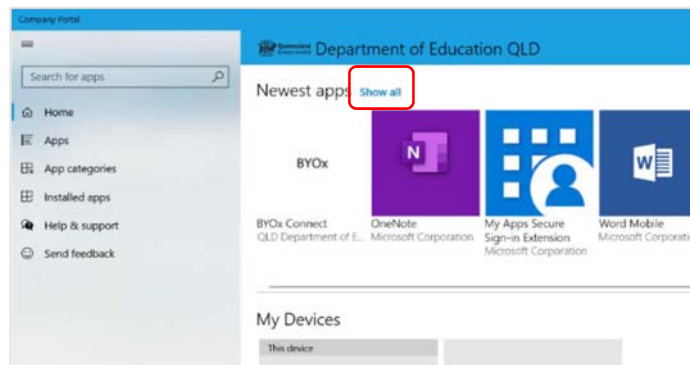 Company Portal
Search for apps
Home
Apps
App categories
Installed apps
Help & support
Send feedback
Queensland Government
Department of Education QLD
Newest apps Show all
BYOx
N
W
BYOx Connect
QLD Department of E...
OneNote
Microsoft Corporation
My Apps Secure
Sign-in Extension
Microsoft Corporation
Word Mobile
Microsoft Corporati
My Devices
This device